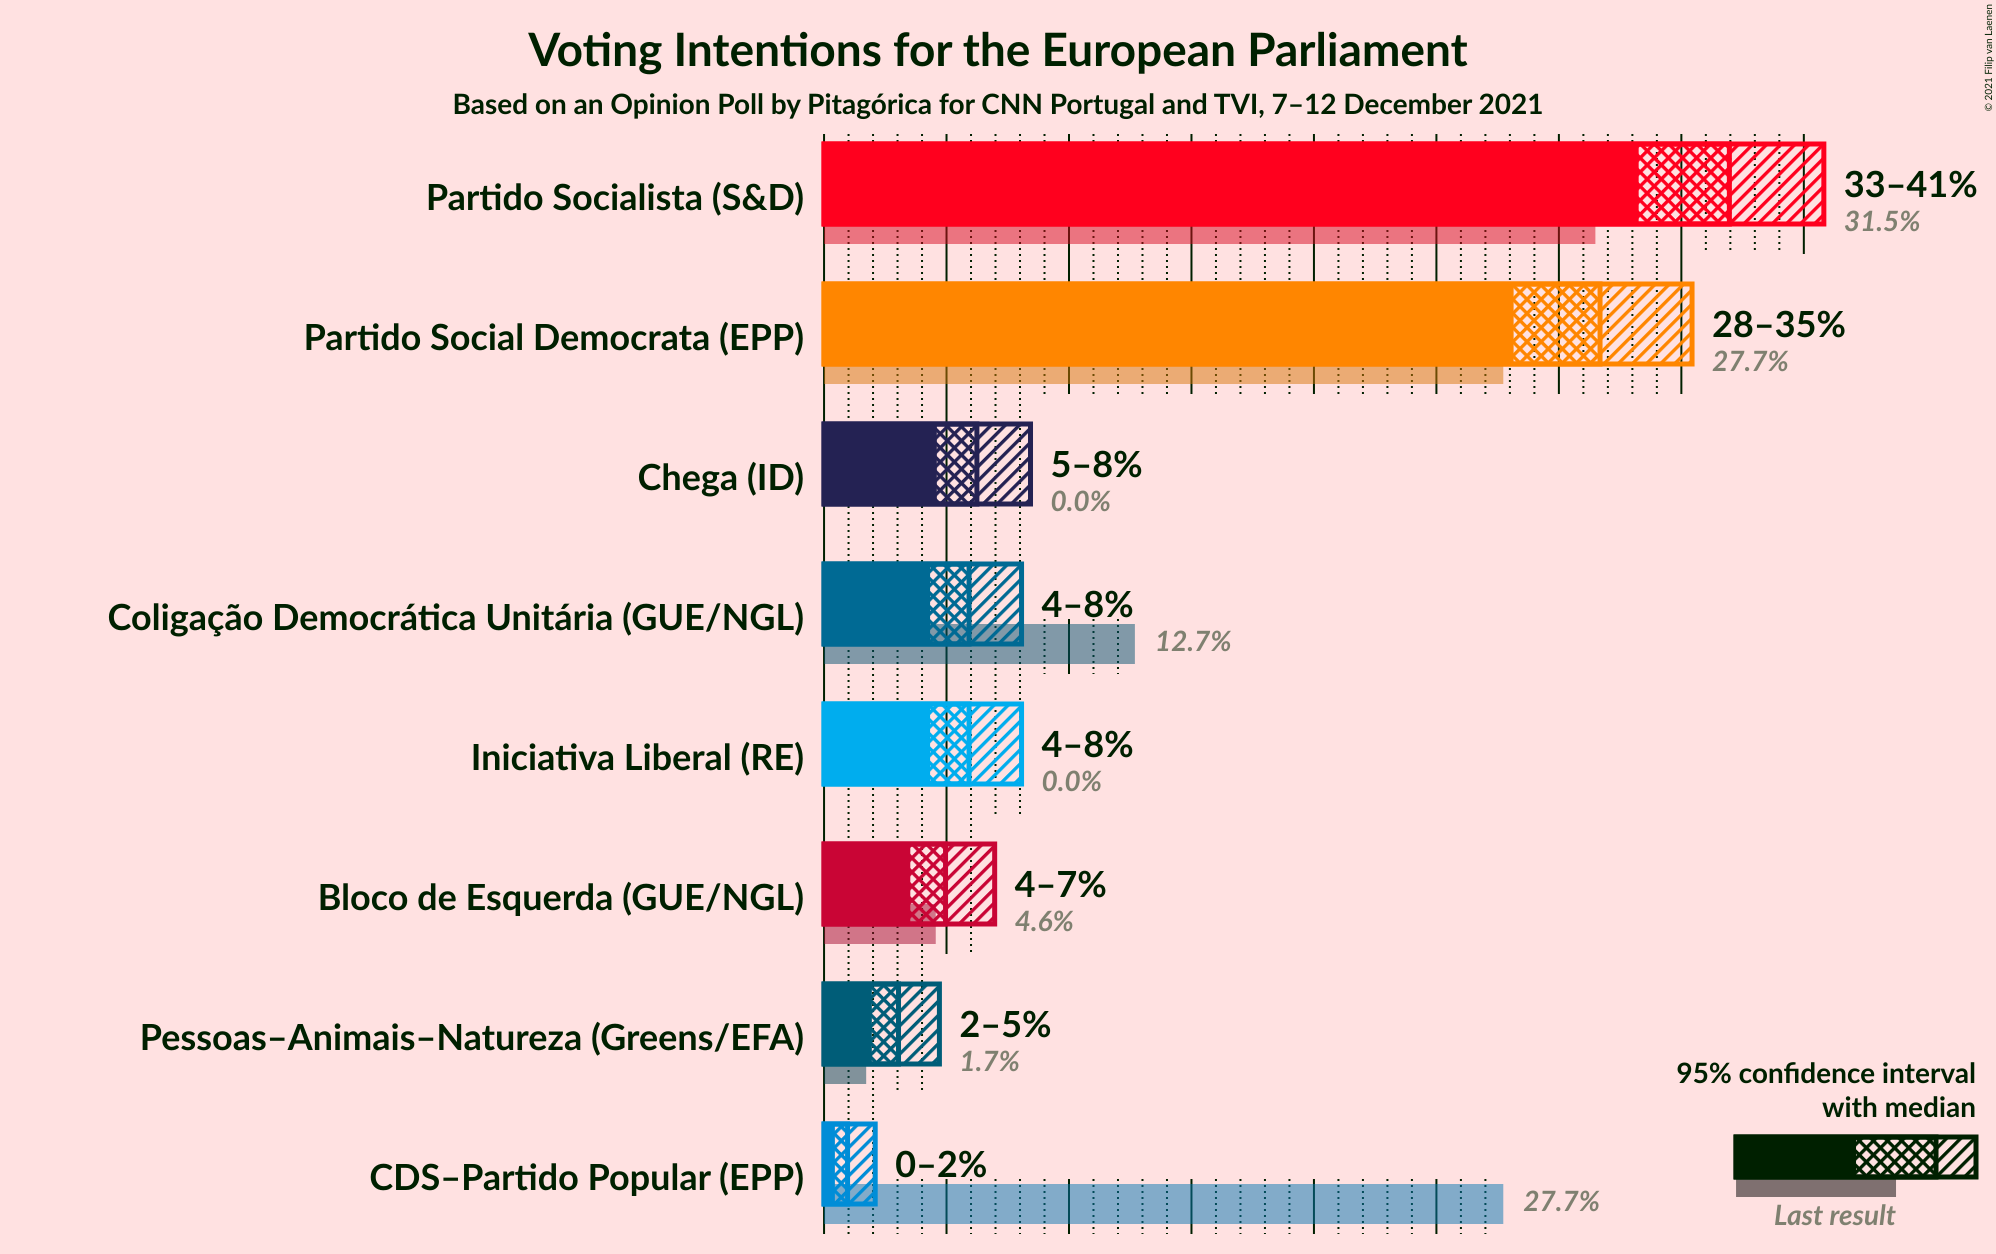 Voting Intentions for the European Parliament
Based on an Opinion Poll by Pitagórica for CNN Portugal and TVI, 7–12 December 2021
© 2021 Filip van Laenen
Partido Socialista (S&D)
33–41%
31.5%
Partido Social Democrata (EPP)
28–35%
27.7%
Chega (ID)
5–8%
0.0%
Coligação Democrática Unitária (GUE/NGL)
4–8%
12.7%
Iniciativa Liberal (RE)
4–8%
0.0%
Bloco de Esquerda (GUE/NGL)
4–7%
4.6%
Pessoas–Animais–Natureza (Greens/EFA)
2–5%
1.7%
CDS–Partido Popular (EPP)
0–2%
27.7%
95% confidence interval
with median
Last result